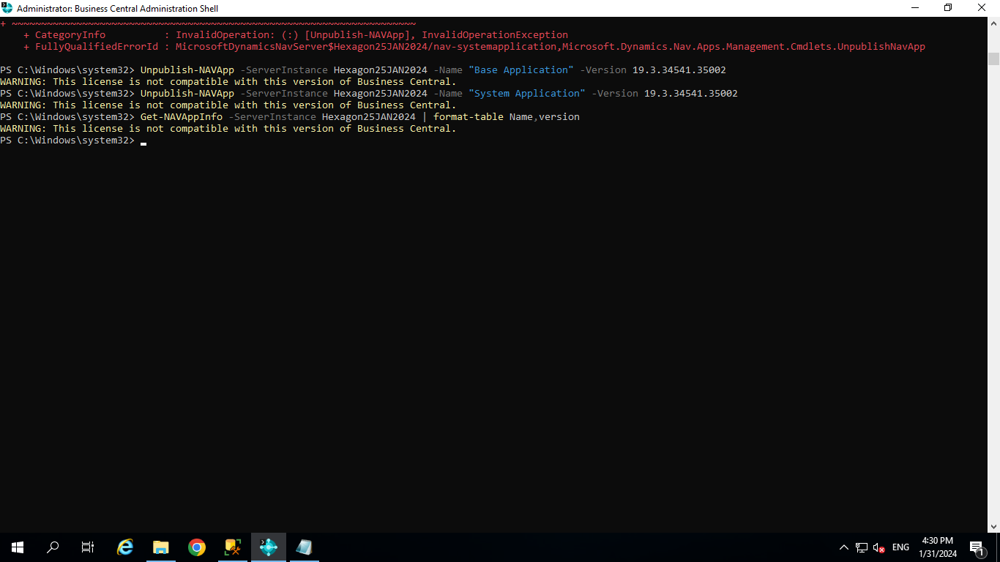 Administrator: Business Central Administration Shell
+ ~~~~~~~~~~~~~~~~~~~~~~~~~~~~~~~~~~~~~~~~~~~~~~~~~~~~~~~~~~~~~~~~~~~~~
+ CategoryInfo : InvalidOperation: (:) [Unpublish-NAVApp], InvalidOperationException
+ FullyQualifiedErrorId : MicrosoftDynamicsNavServer$Hexagon25JAN2024/nav-systemapplication,Microsoft.Dynamics.Nav.Apps.Management.Cmdlets.UnpublishNavApp
PS C:\Windows\system32> Unpublish-NAVApp -ServerInstance Hexagon25JAN2024 -Name "Base Application" -Version 19.3.34541.35002
WARNING: This license is not compatible with this version of Business Central.
PS C:\Windows\system32> Unpublish-NAVApp -ServerInstance Hexagon25JAN2024 -Name "System Application" -Version 19.3.34541.35002
WARNING: This license is not compatible with this version of Business Central.
PS C:\Windows\system32> Get-NAVAppInfo -ServerInstance Hexagon25JAN2024 | format-table Name,version
WARNING: This license is not compatible with this version of Business Central.
PS C:\Windows\system32>
ENG
4:30 PM
1/31/2024
1